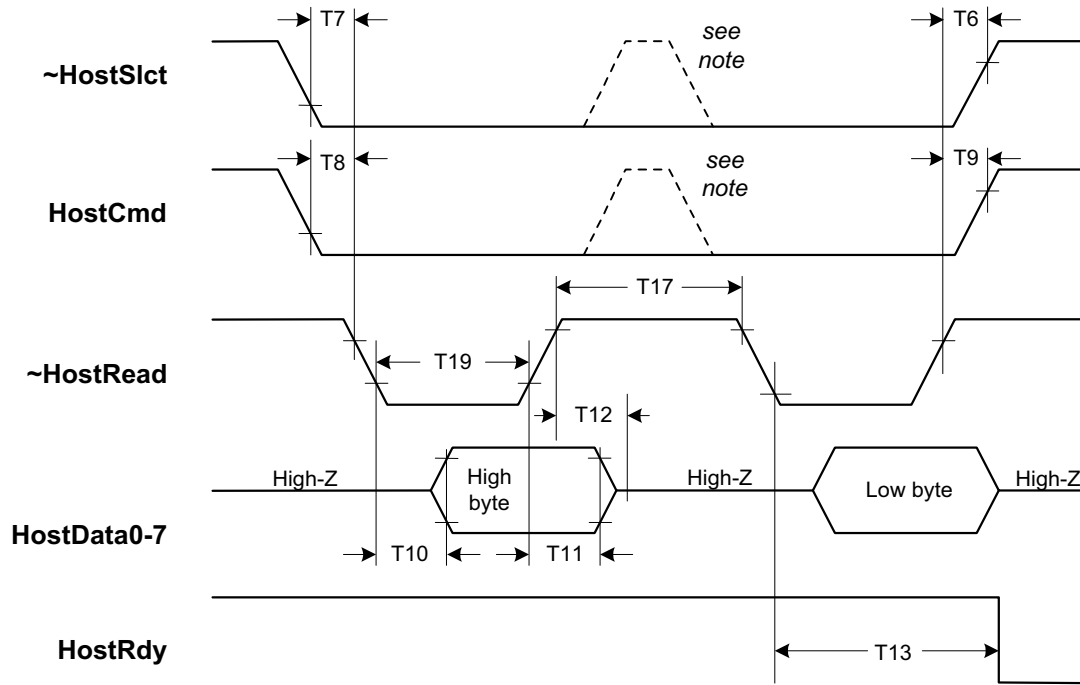 T7
T6
see
note
~HostSlct
T8
see
note
T9
HostCmd
T17
T19
~HostRead
T12
High-Z
High
byte
High-Z
Low byte
High-Z
HostData0-7
T10
T11
HostRdy
T13